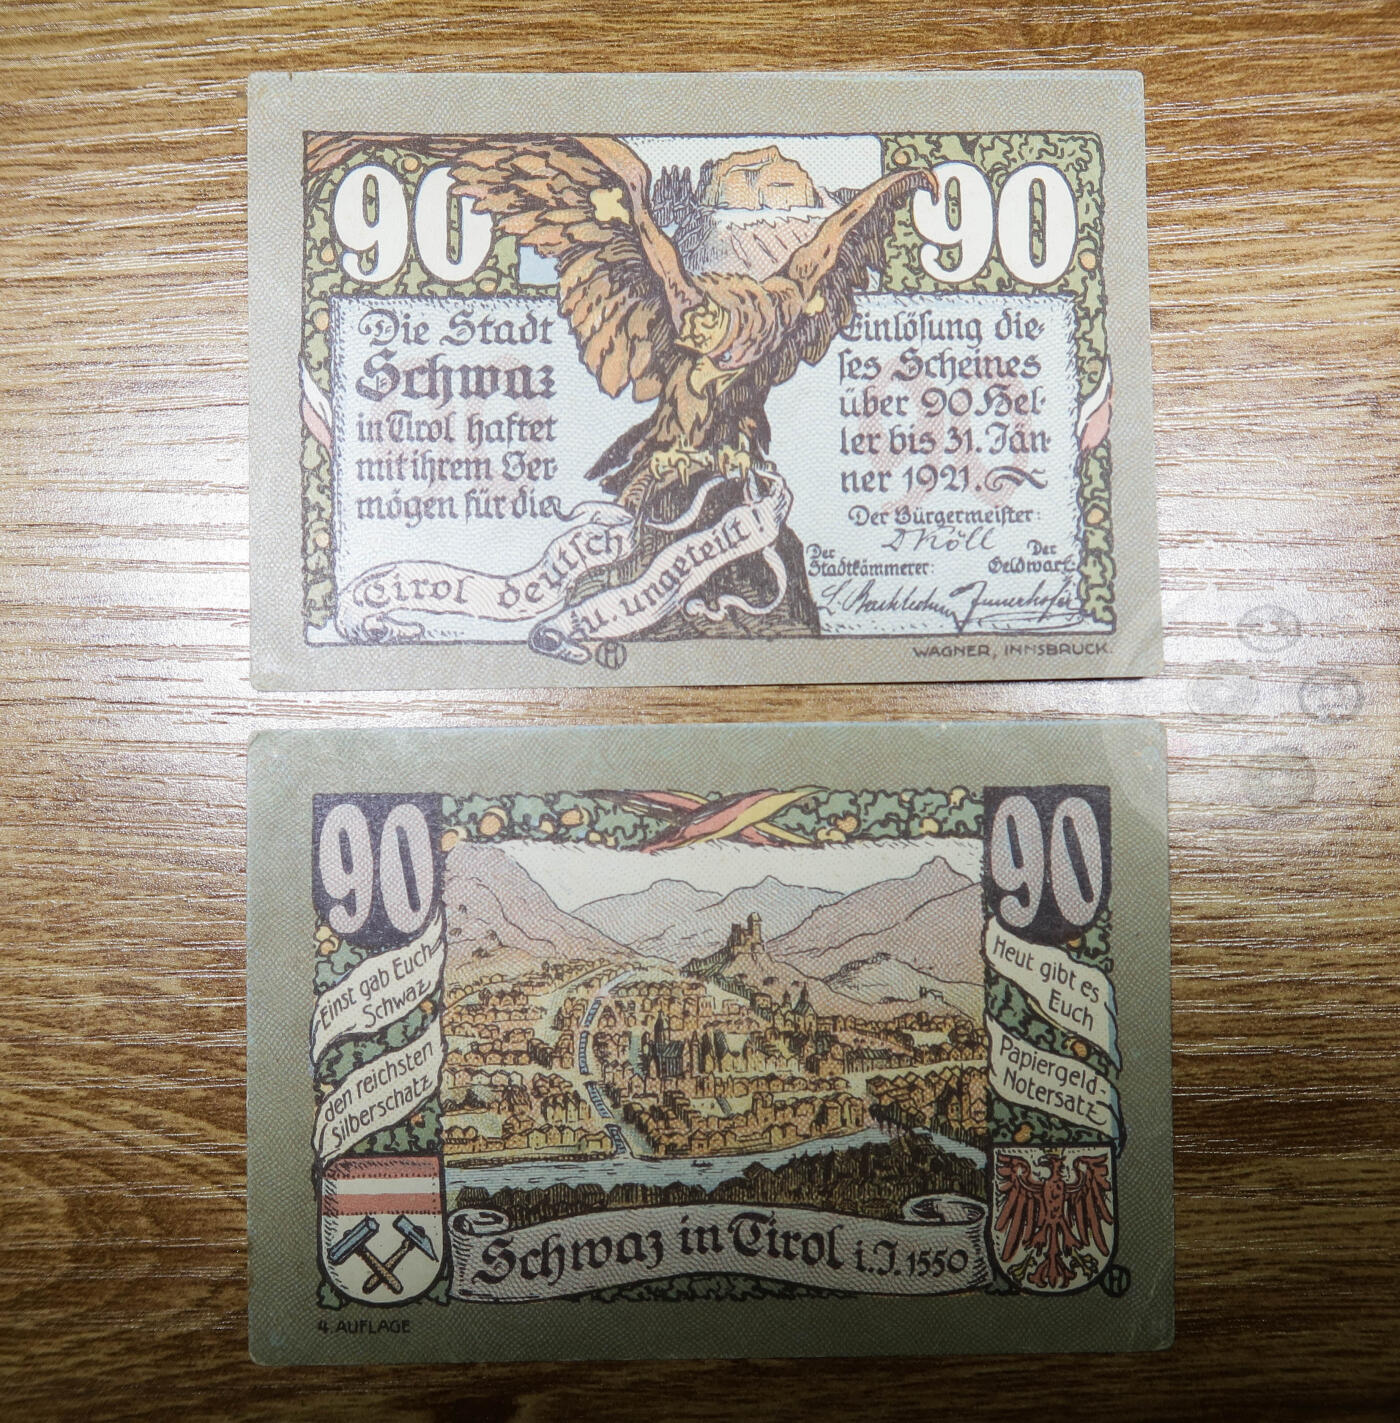 90
90
Die Stadt
Schwaz
in Tirol haftet
mit ihrem Ver
mögen für die
Einlösung die-
ses Scheines
über 90 Hel-
ler bis 31. Jän-
ner 1921.
Der Bürgermeister:
D Köll
Der
Stadtkämmerer:
Der
Geldwart:
Innerhofer
Tirol deutsch
u. ungeteilt!
H
WAGNER, INNSBRUCK.
90
90
Einst gab Euch
Schwaz
den reichsten
Silberschatz
Heut gibt es
Euch
Papiergeld-
Notersatz
Schwaz in Tirol i.J. 1550
H
4. AUFLAGE